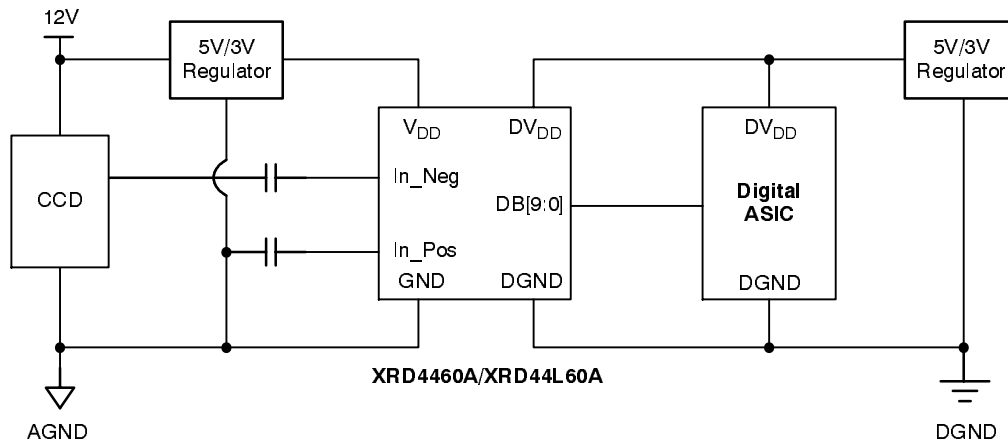 12V
5V/3V
Regulator
5V/3V
Regulator
VDD
DVDD
DVDD
CCD
In_Neg
DB[9:0]
Digital
ASIC
In_Pos
GND
DGND
DGND
XRD4460A/XRD44L60A
AGND
DGND